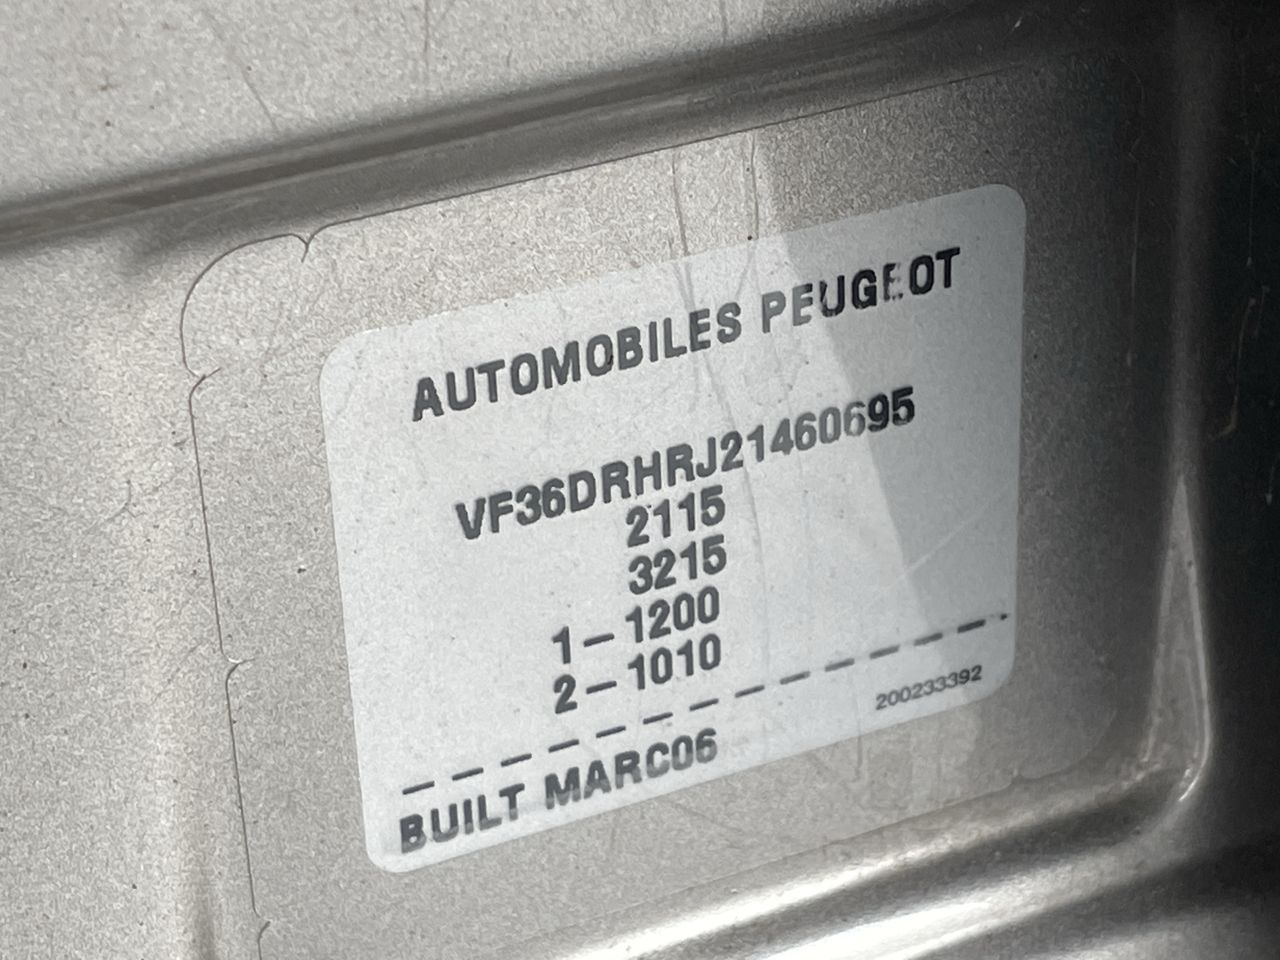 AUTOMOBILES PEUGEOT
VF36DRHRJ21460695
2115
3215
1-1200
2-1010
200233392
BUILT MARC06